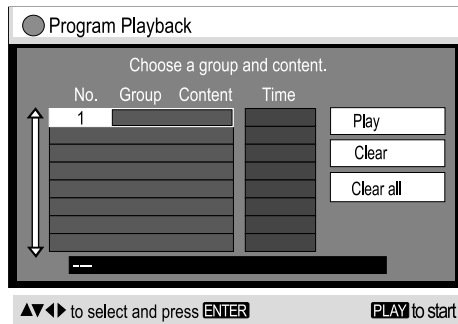 Program Playback
Choose a group and content.
No. Group Content Time
1
Play
Clear
Clear all
--
▲▼◀▶ to select and press ENTER PLAY to start